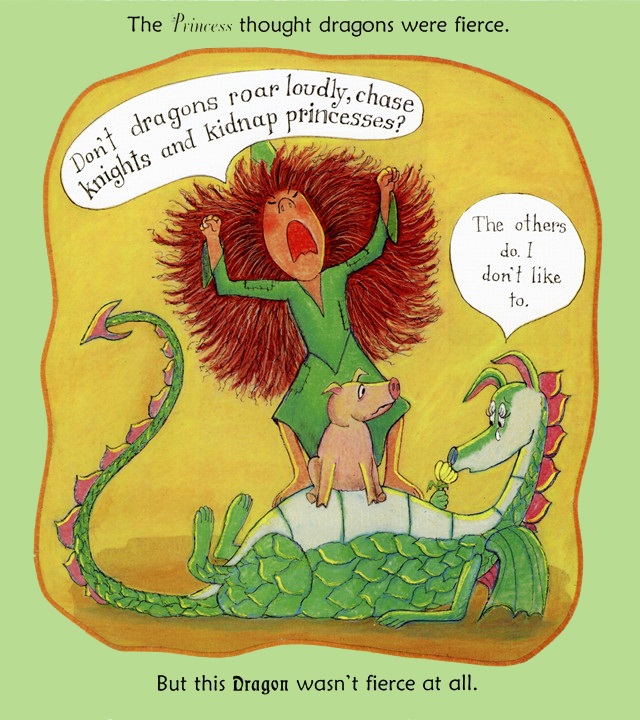 The Princess thought dragons were fierce.
Don't dragons roar loudly, chase
knights and kidnap princesses?
The others
do. I
don't like
to.
But this Dragon wasn't fierce at all.